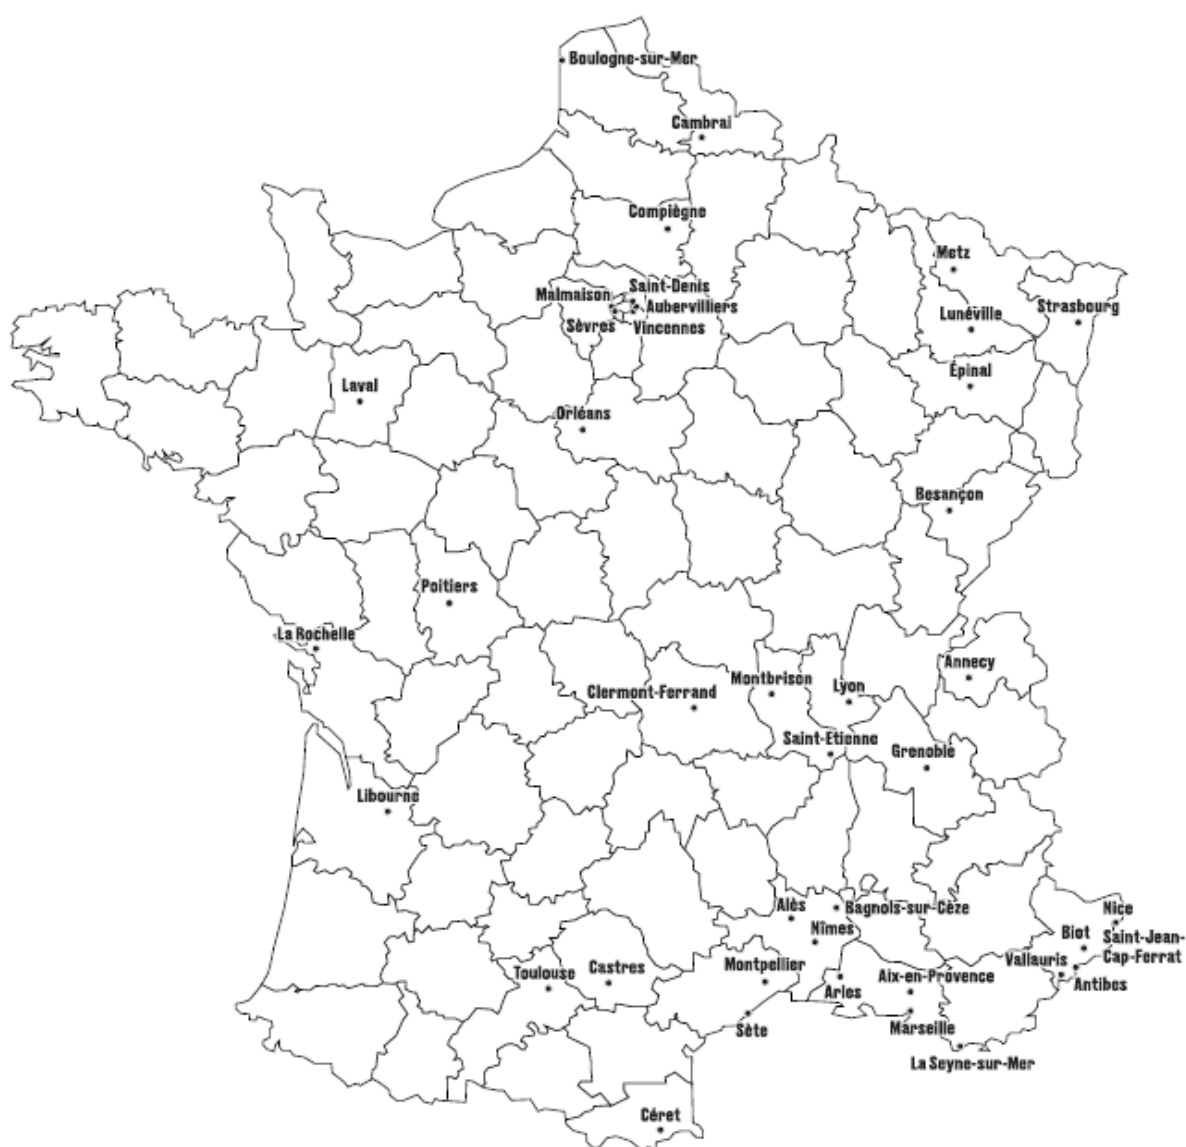 Boulogne-sur-Mer
Cambrai
Compiègne
Metz
Saint-Denis
Malmaison
Aubervilliers
Strasbourg
Lunéville
Sèvres
Vincennes
Épinal
Laval
Orléans
Besançon
Poitiers
La Rochelle
Annecy
Montbrison
Lyon
Clermont-Ferrand
Saint-Etienne
Grenoble
Libourne
Alès
Bagnols-sur-Cèze
Nice
Nîmes
Biot
Saint-Jean-
Cap-Ferrat
Vallauris
Montpellier
Castres
Toulouse
Aix-en-Provence
Antibes
Arles
Sète
Marseille
La Seyne-sur-Mer
Céret